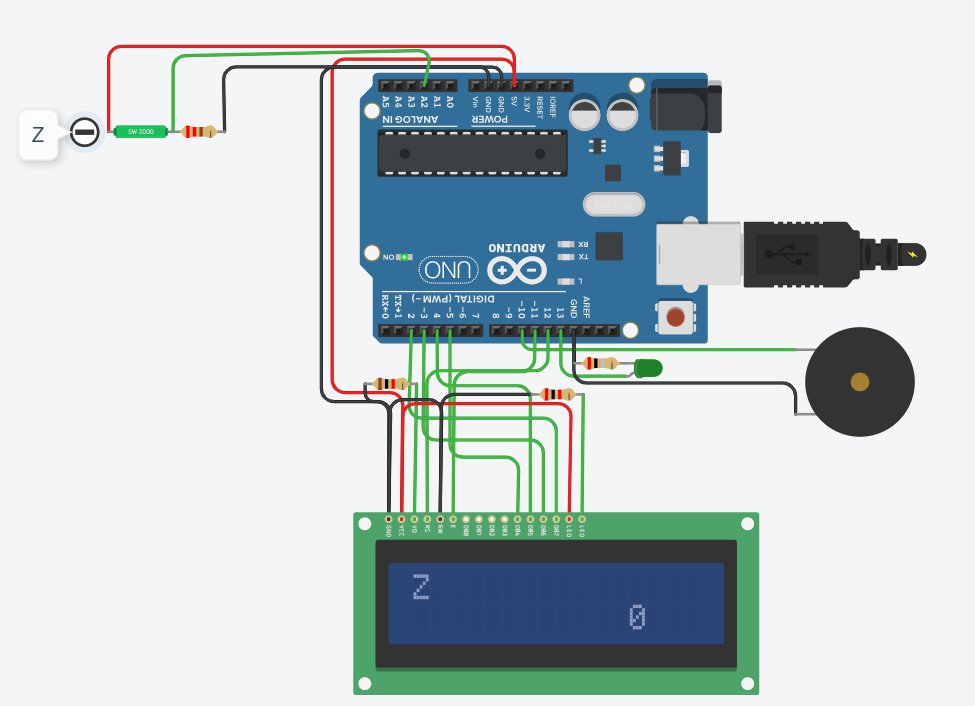 A5 A4 A3 A2 A1 A0
Vin GND GND 5V 3.3V RESET IOREF
ANALOG IN
POWER
Z
SW 200D
ARDUINO
RX
TX
ON
UNO
L
DIGITAL (PWM~)
RX←0 TX→1 2 ~3 4 ~5 ~6 7
8 ~9 ~10 ~11 12 13 GND AREF
GND VCC VO RS RW E DB0 DB1 DB2 DB3 DB4 DB5 DB6 DB7 LED LED
Z
0